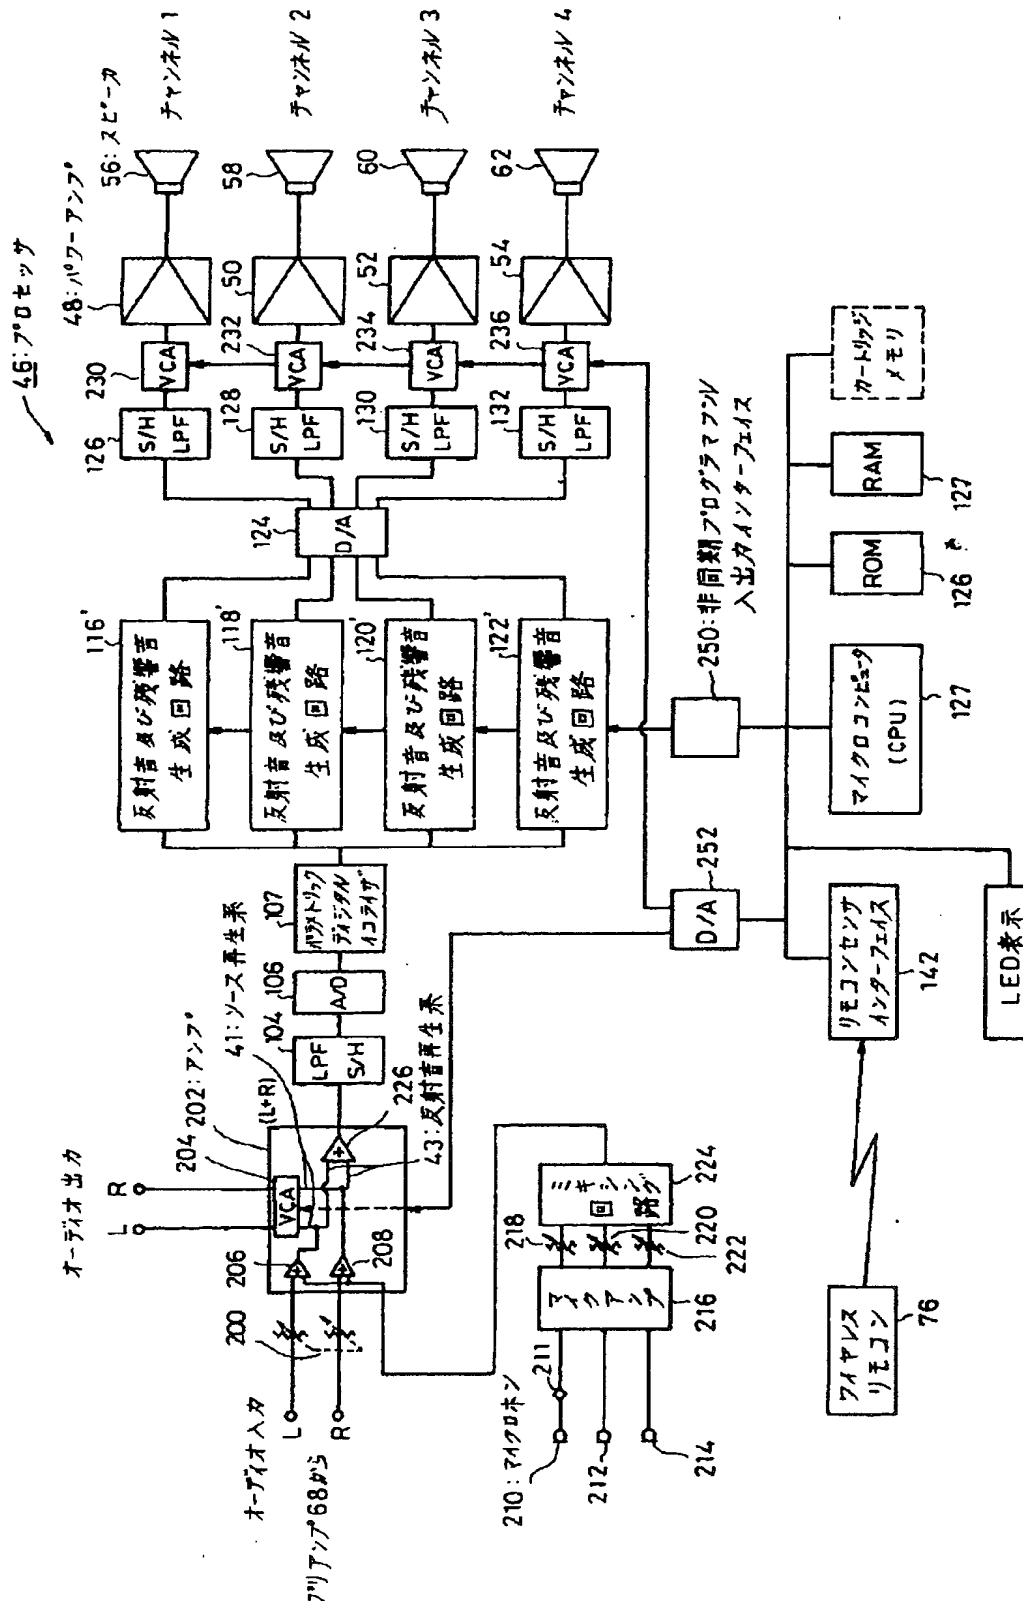 46:プロセッサ
オーディオ出力
L
R
オーディオ入力
L
R
プリアンプ68から
200
206
208
204
202:アンプ
(L+R)
VCA
41:ソース再生系
226
43:反射音再生系
104
LPF
S/H
106
A/D
107
パラメトリック
ディジタル
イコライザ
116'
反射音及び残響音
生成回路
118'
反射音及び残響音
生成回路
120'
反射音及び残響音
生成回路
122'
反射音及び残響音
生成回路
124
D/A
126
S/H
LPF
128
S/H
LPF
130
S/H
LPF
132
S/H
LPF
230
VCA
232
VCA
234
VCA
236
VCA
48:パワーアンプ
50
52
54
56:スピーカ
58
60
62
チャンネル1
チャンネル2
チャンネル3
チャンネル4
210:マイクロホン
211
212
214
マイクアンプ
216
218
220
222
ミキシング
回路
224
D/A
252
250:非同期プログラマブル
入出力インターフェイス
ワイヤレス
リモコン
76
リモコンセンサ
インターフェイス
142
LED表示
マイクロコンピュータ
(CPU)
127
ROM
126
RAM
127
カートリッジ
メモリ